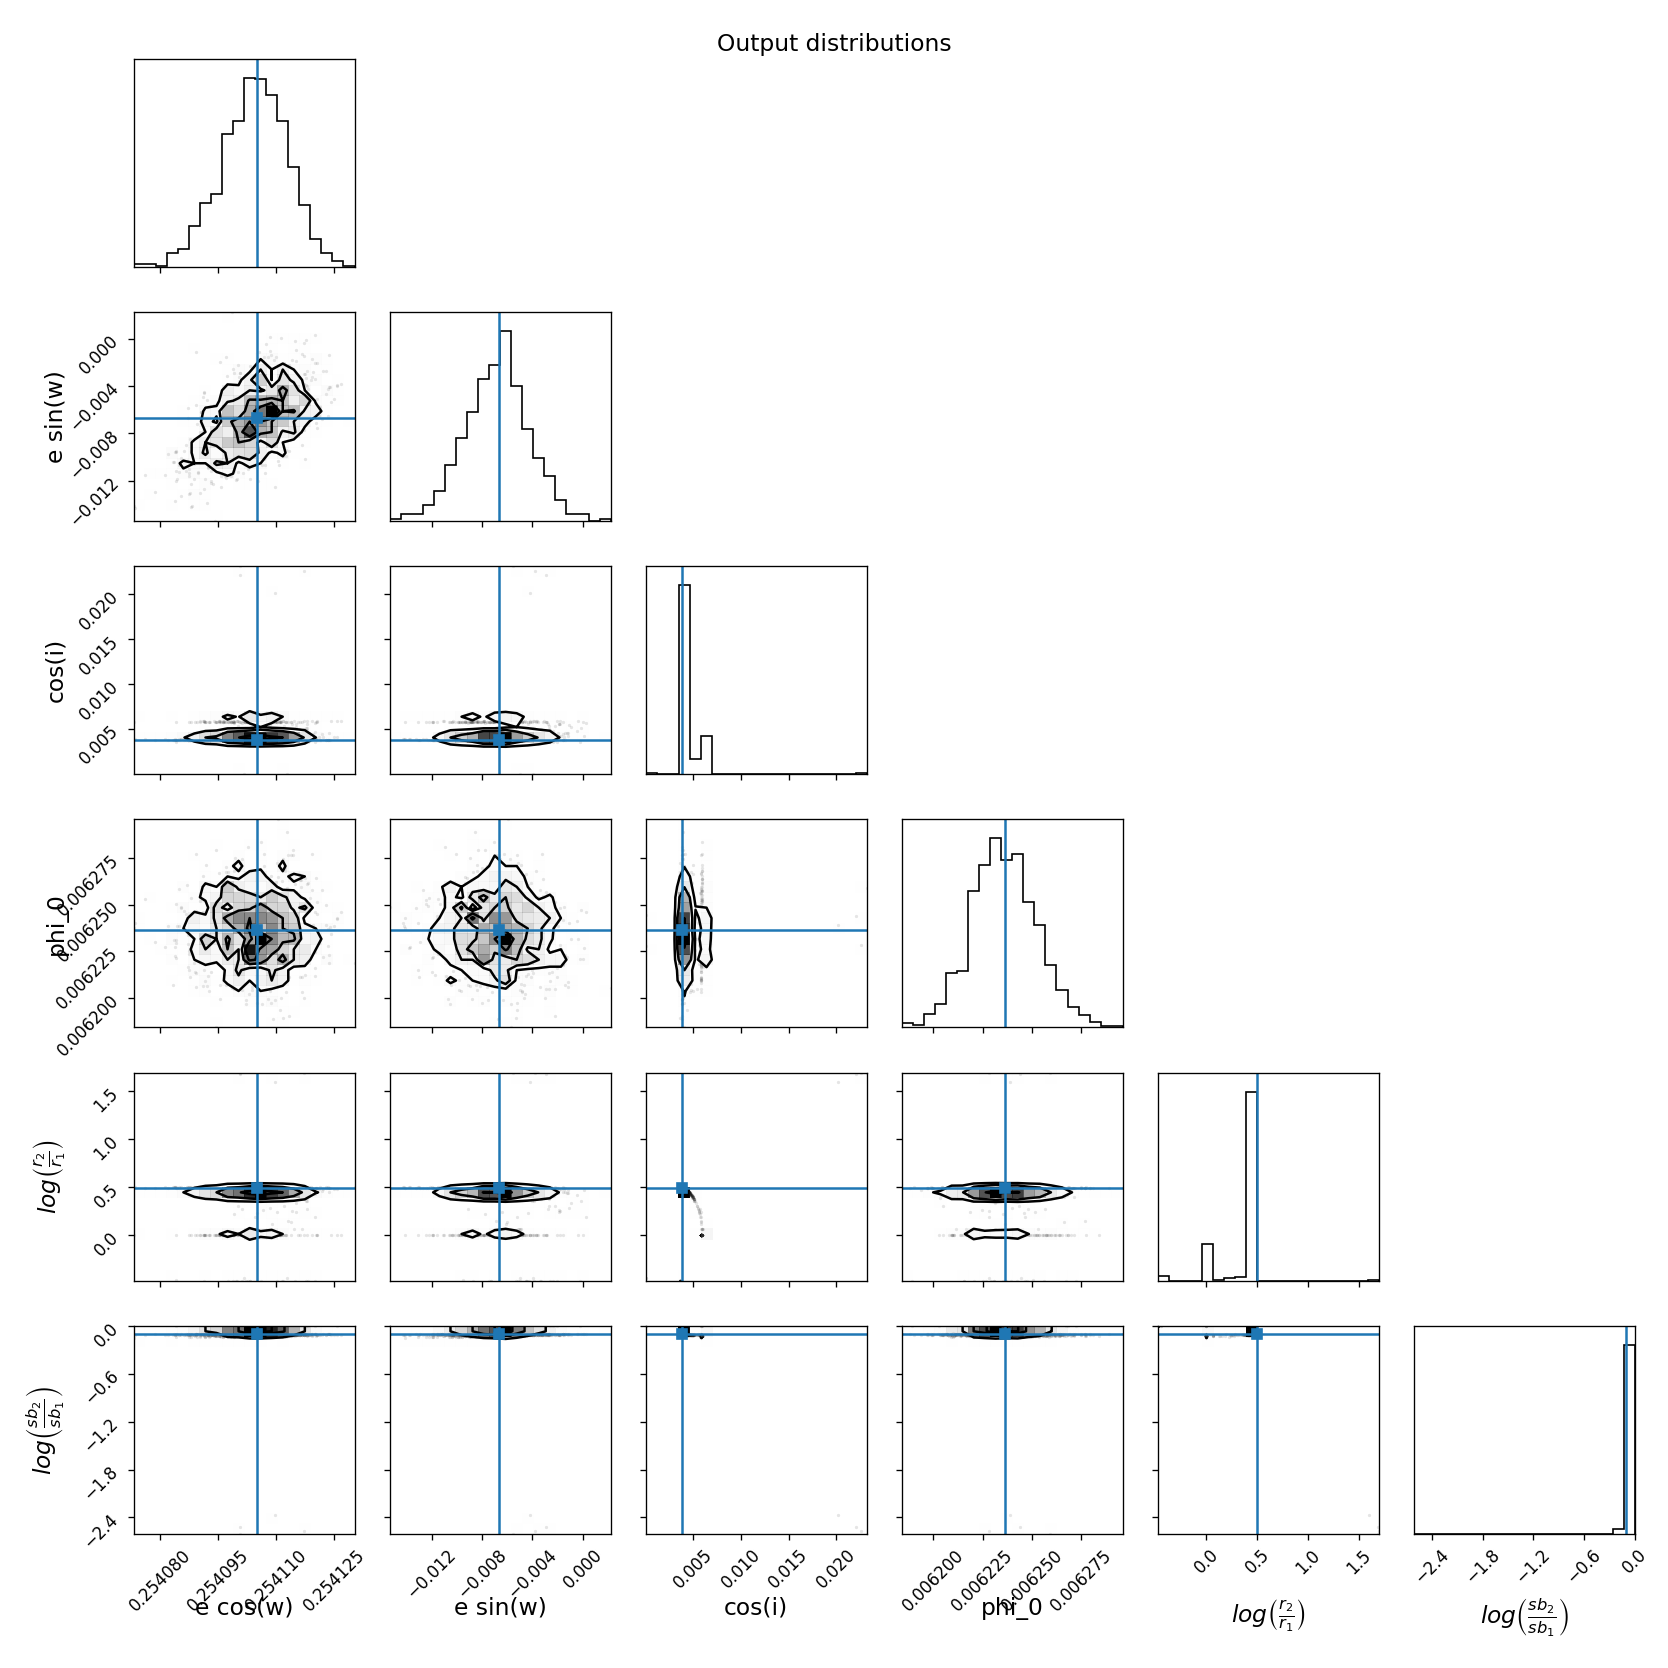 Output distributions
0.000
−0.004
−0.008
−0.012
e sin(w)
0.020
0.015
0.010
0.005
cos(i)
0.006275
0.006250
0.006225
0.006200
phi_0
1.5
1.0
0.5
0.0
log(r₂/r₁)
0.0
−0.6
−1.2
−1.8
−2.4
log(sb₂/sb₁)
0.254080 0.254095 0.254110 0.254125 −0.012 −0.008 −0.004 0.000 0.005 0.010 0.015 0.020 0.006200 0.006225 0.006250 0.006275 0.0 0.5 1.0 1.5 −2.4 −1.8 −1.2 −0.6 0.0
e cos(w) e sin(w) cos(i) phi_0 log(r₂/r₁) log(sb₂/sb₁)